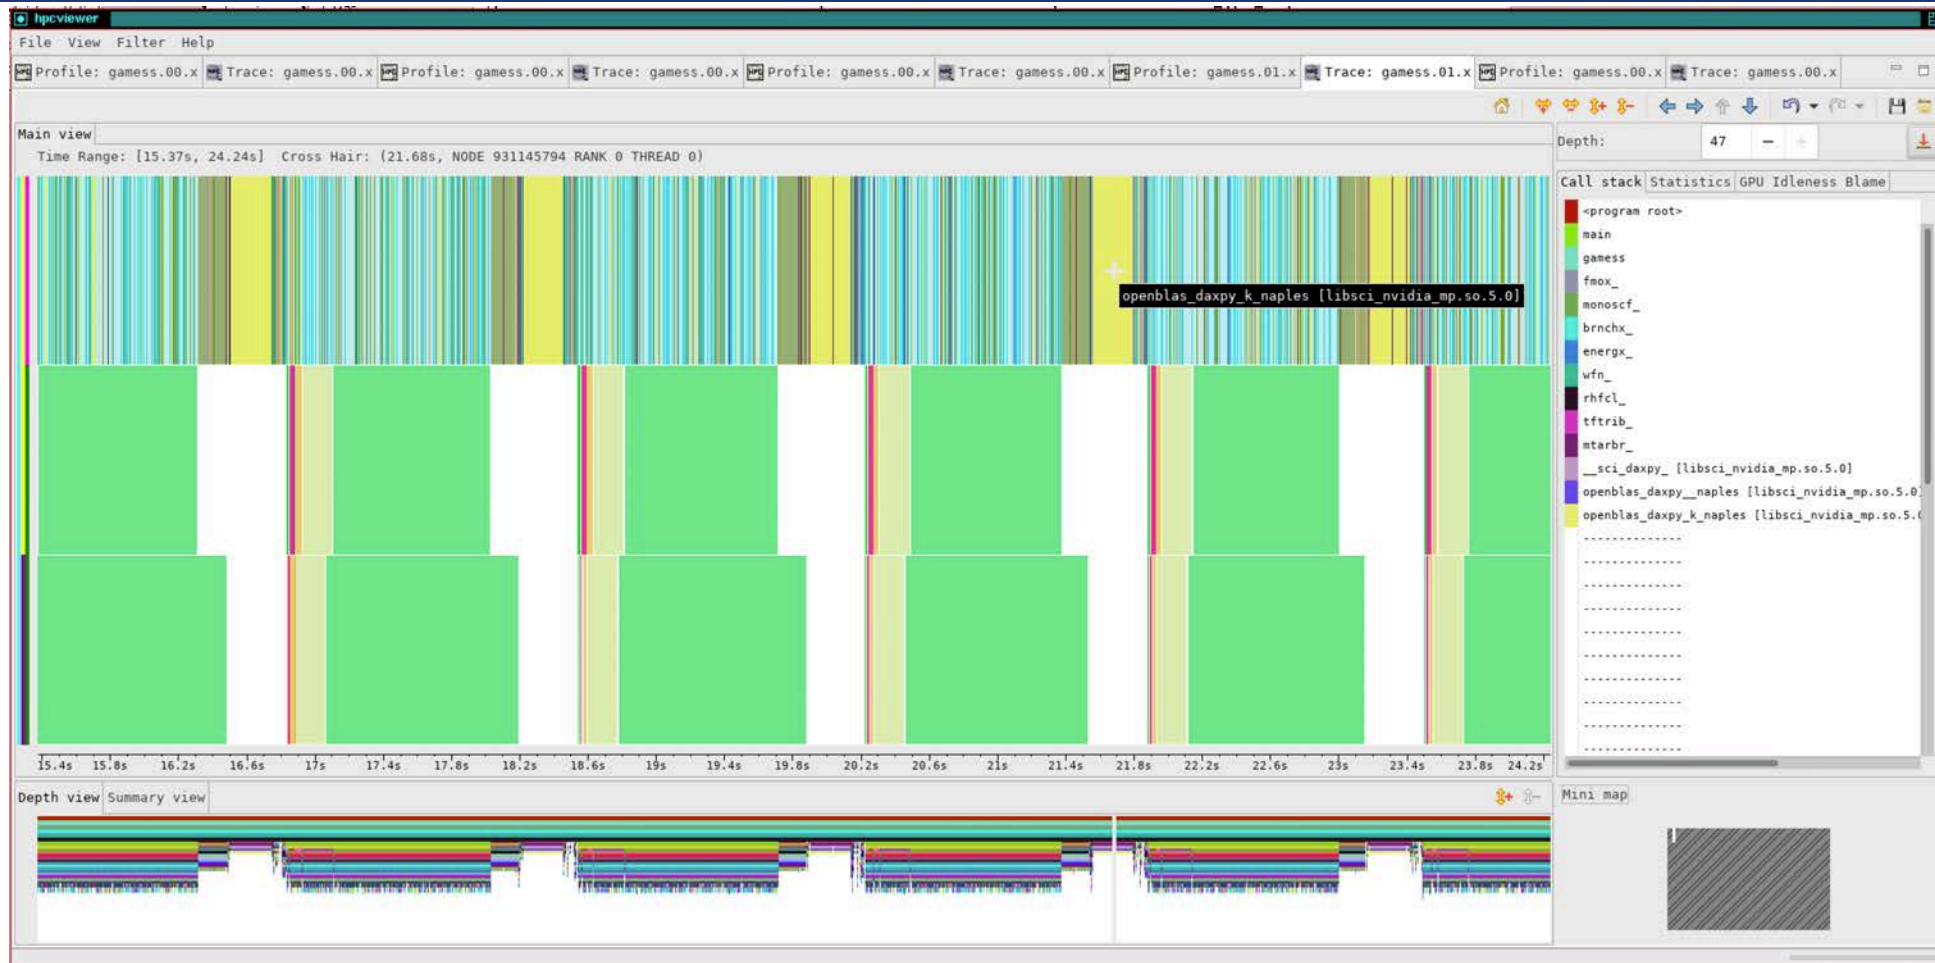 hpcviewer
File View Filter Help
Profile: gamess.00.x Trace: gamess.00.x Profile: gamess.00.x Trace: gamess.00.x Profile: gamess.00.x Trace: gamess.00.x Profile: gamess.01.x Trace: gamess.01.x Profile: gamess.00.x Trace: gamess.00.x
Main view
Time Range: [15.37s, 24.24s] Cross Hair: (21.68s, NODE 931145794 RANK 0 THREAD 0)
openblas_daxpy_k_naples [libsci_nvidia_mp.so.5.0]
15.4s 15.8s 16.2s 16.6s 17s 17.4s 17.8s 18.2s 18.6s 19s 19.4s 19.8s 20.2s 20.6s 21s 21.4s 21.8s 22.2s 22.6s 23s 23.4s 23.8s 24.2s
Depth view Summary view
Depth: 47 − +
Call stack Statistics GPU Idleness Blame
<program root>
main
gamess
fmox_
monoscf_
brnchx_
energx_
wfn_
rhfcl_
tftrib_
mtarbr_
__sci_daxpy_ [libsci_nvidia_mp.so.5.0]
openblas_daxpy__naples [libsci_nvidia_mp.so.5.0]
openblas_daxpy_k_naples [libsci_nvidia_mp.so.5.0
-------------
-------------
-------------
-------------
-------------
-------------
-------------
-------------
-------------
-------------
Mini map